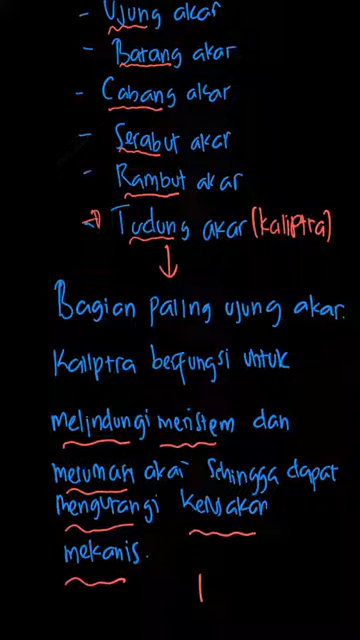 - Ujung akar
- Batang akar
- Cabang akar
- Serabut akar
- Rambut akar
-> Tudung akar (kaliptra)
Bagian paling ujung akar.
Kaliptra berfungsi untuk
melindungi meristem dan
melumasi akar sehingga dapat
mengurangi kerusakan
mekanis.